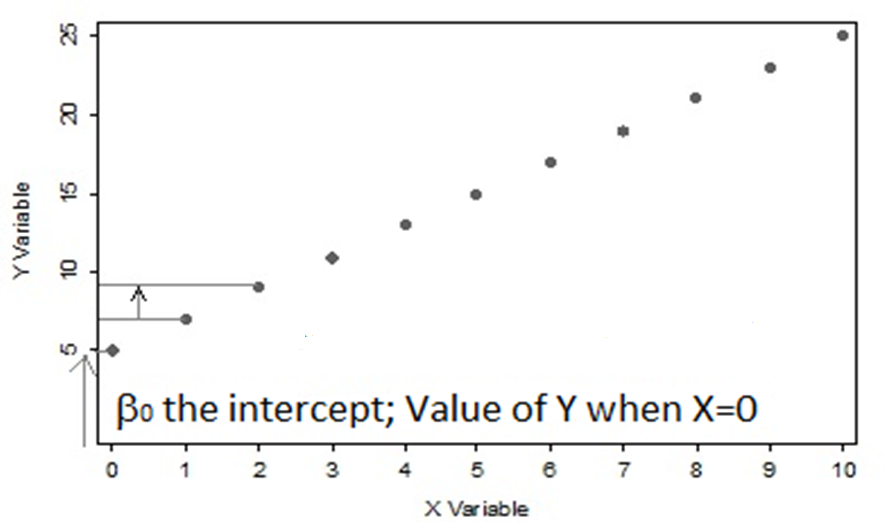 25
20
15
10
5
Y Variable
β0 the intercept; Value of Y when X=0
0 1 2 3 4 5 6 7 8 9 10
X Variable